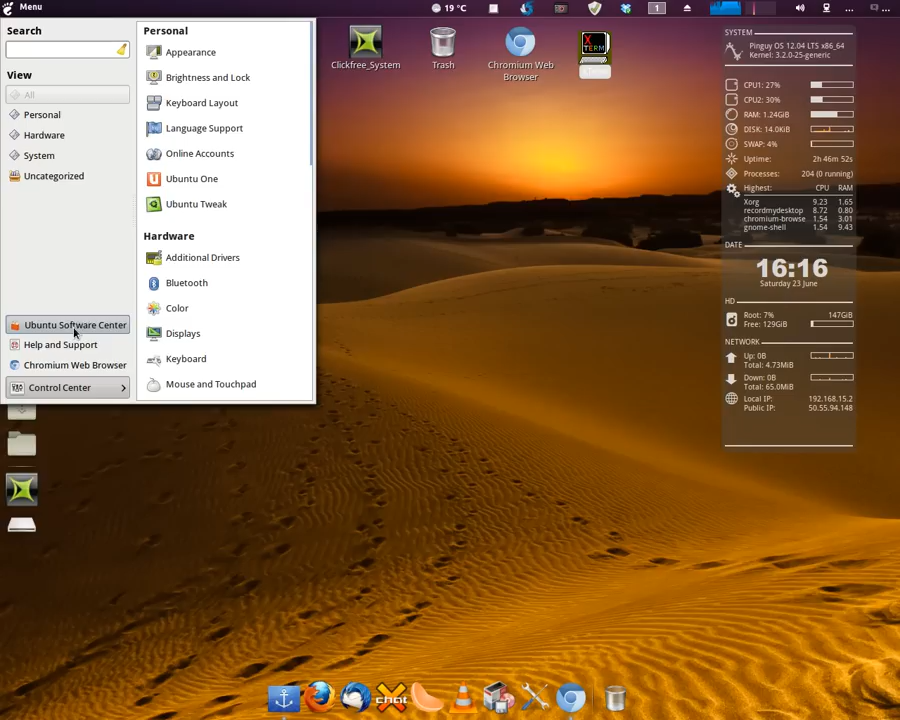 Menu
19 °C
1
...
...
Search
View
All
Personal
Hardware
System
Uncategorized
Ubuntu Software Center
Help and Support
Chromium Web Browser
Control Center
Personal
Appearance
Brightness and Lock
Keyboard Layout
Language Support
Online Accounts
Ubuntu One
Ubuntu Tweak
Hardware
Additional Drivers
Bluetooth
Color
Displays
Keyboard
Mouse and Touchpad
Clickfree_System
Trash
Chromium Web
Browser
X
TERM
SYSTEM
Pinguy OS 12.04 LTS x86_64
Kernel: 3.2.0-25-generic
CPU1: 27%
CPU2: 30%
RAM: 1.24GiB
DISK: 14.0KiB
SWAP: 4%
Uptime: 2h 46m 52s
Processes: 204 (0 running)
Highest: CPU RAM
Xorg 9.23 1.65
recordmydesktop 8.72 0.80
chromium-browse 1.54 3.01
gnome-shell 1.54 9.43
DATE
16:16
Saturday 23 June
HD
Root: 7% 147GiB
Free: 129GiB
NETWORK
Up: 0B
Total: 4.73MiB
Down: 0B
Total: 65.0MiB
Local IP: 192.168.15.2
Public IP: 50.55.94.148
chat